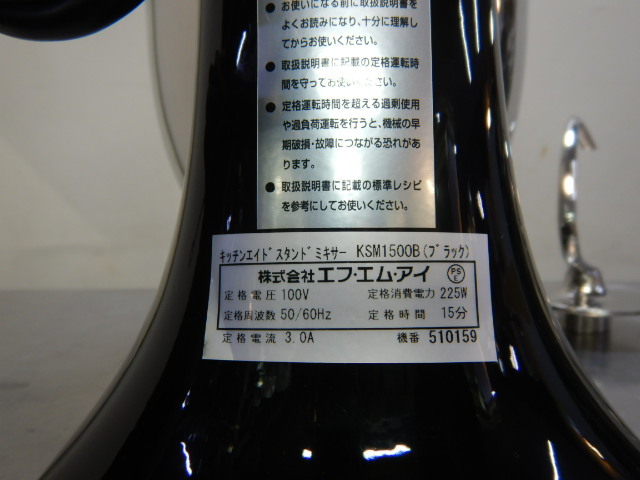 ● お使いになる前に取扱説明書を
よくお読みになり、十分に理解し
てからお使いください。
● 取扱説明書に記載の定格運転時
間を守ってお使いください。
● 定格運転時間を超える過剰使用
や過負荷運転を行うと、機械の早
期破損・故障につながる恐れがあ
ります。
● 取扱説明書に記載の標準レシピ
を参考にしてお使いください。
キッチンエイドスタンドミキサー KSM1500B(ブラック)
株式会社 エフ・エム・アイ PSE
定格電圧 100V 定格消費電力 225W
定格周波数 50/60Hz 定格時間 15分
定格電流 3.0A 機番 510159